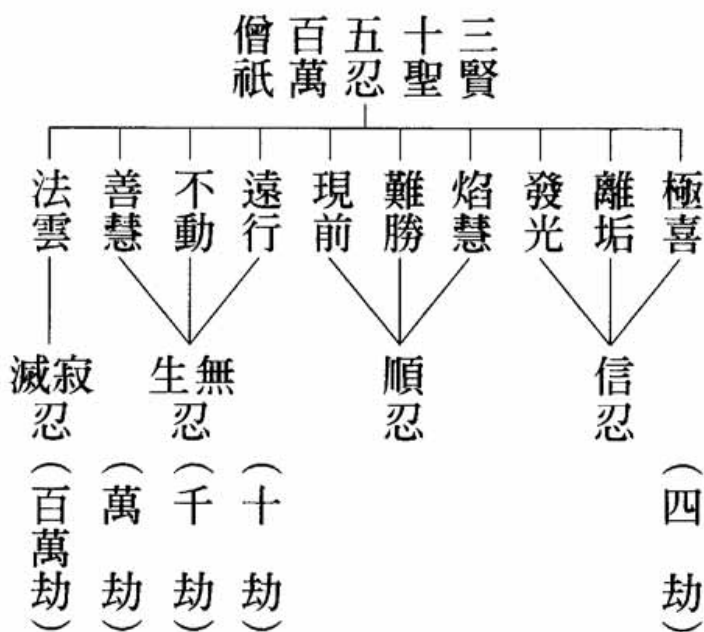 三賢
十聖
五忍
百萬
僧祇
極喜
離垢
發光
焰慧
難勝
現前
遠行
不動
善慧
法雲
信忍
順忍
無生忍
寂滅忍
（四劫）
（十劫）
（千劫）
（萬劫）
（百萬劫）